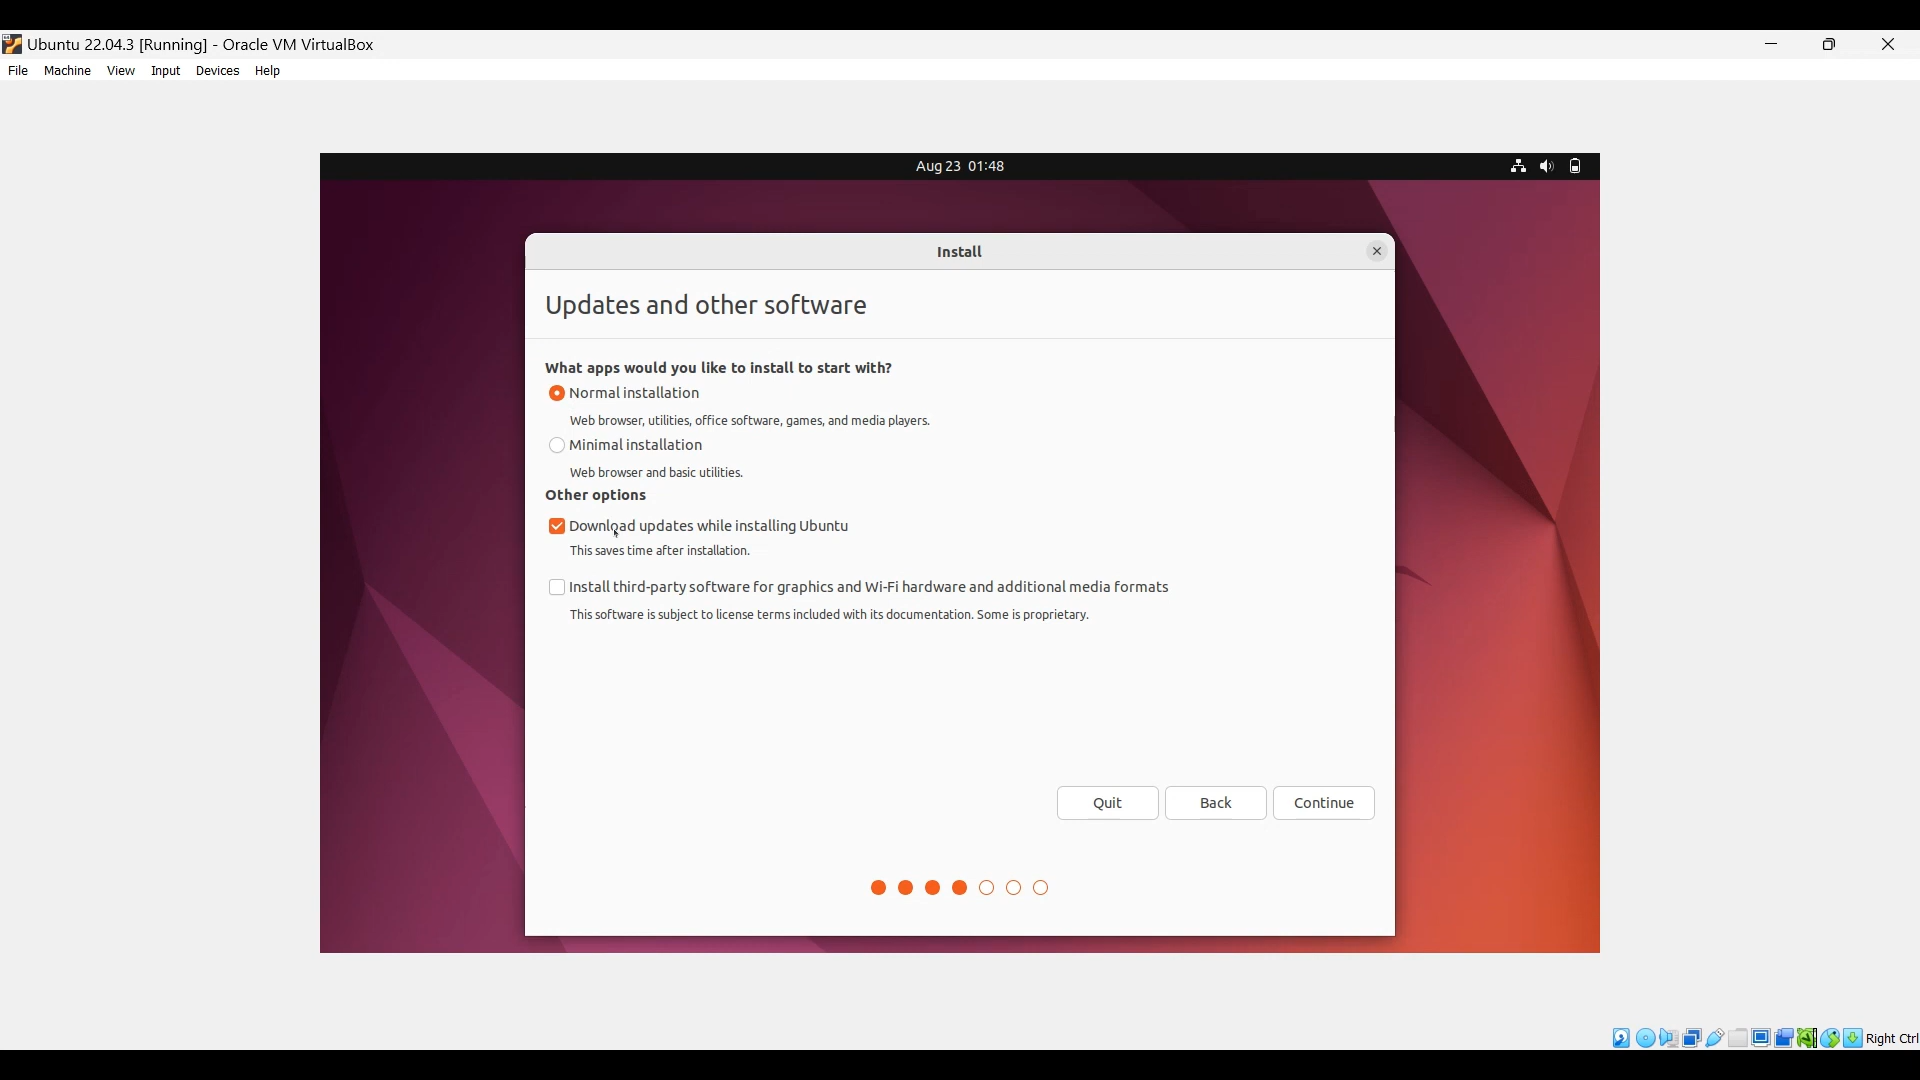 Ubuntu 22.04.3 [Running] - Oracle VM VirtualBox
File Machine View Input Devices Help
Aug 23 01:48
Install
Updates and other software
What apps would you like to install to start with?
Normal installation
Web browser, utilities, office software, games, and media players.
Minimal installation
Web browser and basic utilities.
Other options
Download updates while installing Ubuntu
This saves time after installation.
Install third-party software for graphics and Wi-Fi hardware and additional media formats
This software is subject to license terms included with its documentation. Some is proprietary.
Quit Back Continue
Right Ctrl